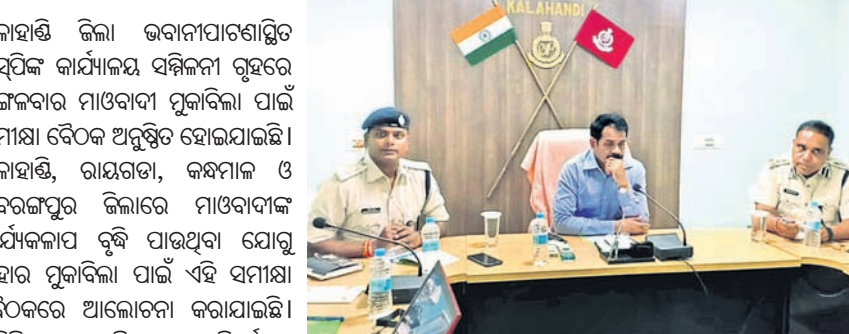 ଳାହାଣ୍ଡି ଜିଲା ଭବାନୀପାଟଣାସ୍ଥିତ
ସ୍‌ପିଙ୍କ କାର୍ଯ୍ୟାଳୟ ସମ୍ମିଳନୀ ଗୃହରେ
ଙ୍ଗଳବାର ମାଓବାଦୀ ମୁକାବିଲା ପାଇଁ
ମୀକ୍ଷା ବୈଠକ ଅନୁଷ୍ଠିତ ହୋଇଯାଇଛି।
ଳାହାଣ୍ଡି, ରାୟଗଡା, କନ୍ଧମାଳ ଓ
ବରଙ୍ଗପୁର ଜିଲାରେ ମାଓବାଦୀଙ୍କ
ର୍ଯ୍ୟକଳାପ ବୃଦ୍ଧି ପାଉଥିବା ଯୋଗୁ
ହାର ମୁକାବିଲା ପାଇଁ ଏହି ସମୀକ୍ଷା
ବୈଠକରେ ଆଲୋଚନା କରାଯାଇଛି।
KALAHANDI